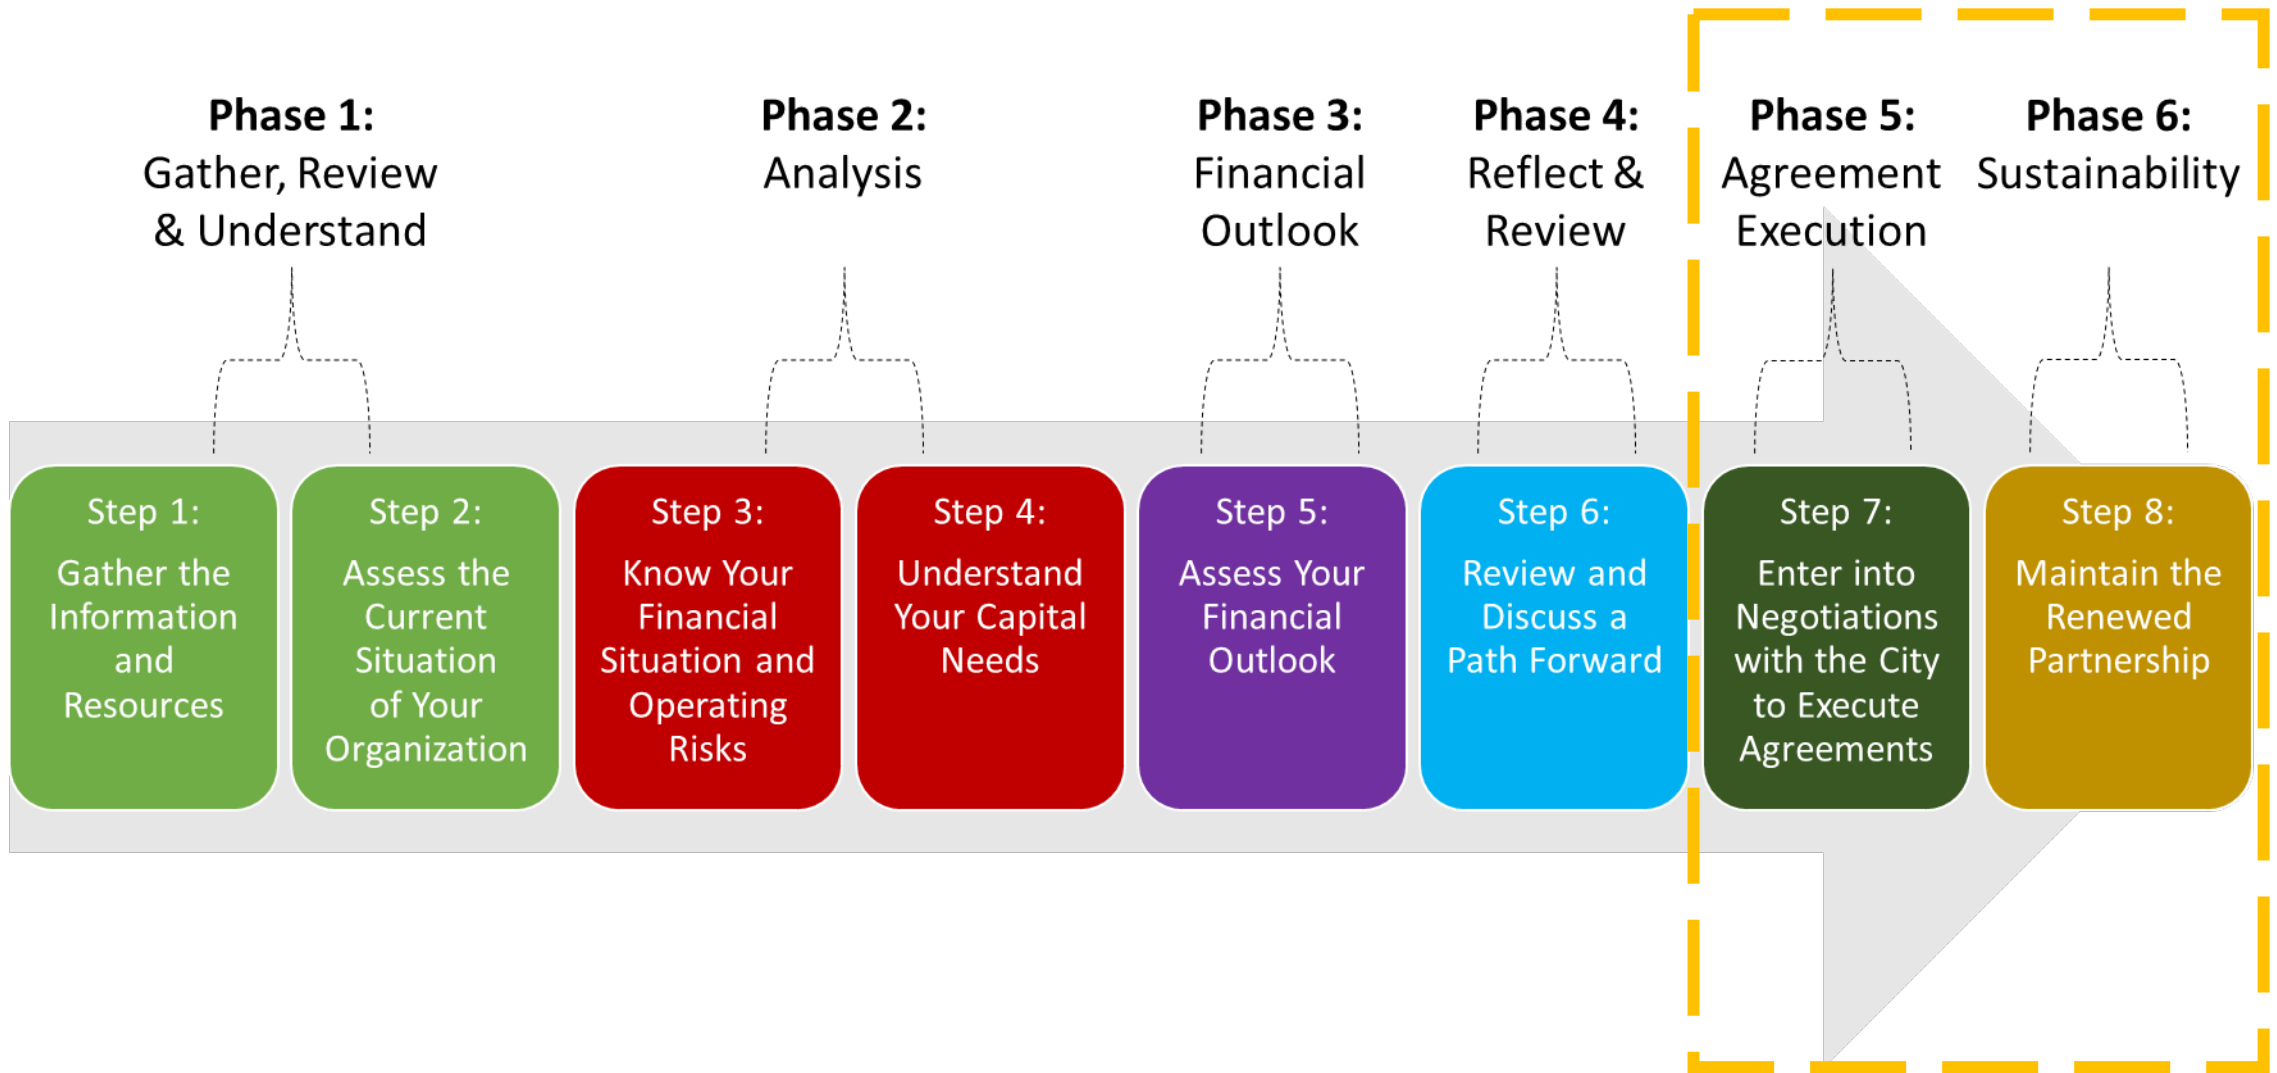 Phase 1:
Gather, Review
& Understand
Phase 2:
Analysis
Phase 3:
Financial
Outlook
Phase 4:
Reflect &
Review
Phase 5:
Agreement
Execution
Phase 6:
Sustainability
Step 1:
Gather the
Information
and
Resources
Step 2:
Assess the
Current
Situation
of Your
Organization
Step 3:
Know Your
Financial
Situation and
Operating
Risks
Step 4:
Understand
Your Capital
Needs
Step 5:
Assess Your
Financial
Outlook
Step 6:
Review and
Discuss a
Path Forward
Step 7:
Enter into
Negotiations
with the City
to Execute
Agreements
Step 8:
Maintain the
Renewed
Partnership